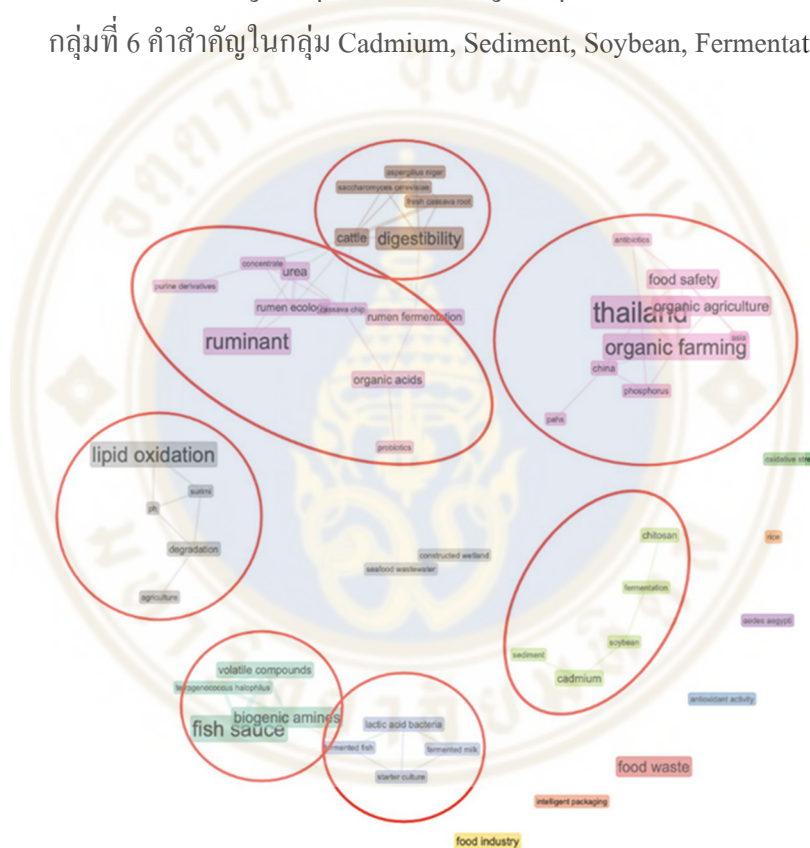 กลุ่มที่ 6 คำสำคัญในกลุ่ม Cadmium, Sediment, Soybean, Fermentat
aspergillus niger
saccharomyces cerevisiae
fresh cassava root
cattle
digestibility
antibiotics
concentrate
urea
food safety
purine derivatives
rumen ecology
cassava chip
rumen fermentation
thailand
organic agriculture
asia
ruminant
organic farming
china
organic acids
phosphorus
pahs
probiotics
lipid oxidation
oxidative stre
surimi
ph
chitosan
rice
degradation
constructed wetland
seafood wastewater
fermentation
agriculture
aedes aegypti
soybean
sediment
volatile compounds
cadmium
tetragenococcus halophilus
antioxidant activity
biogenic amines
lactic acid bacteria
fish sauce
fermented fish
fermented milk
food waste
starter culture
intelligent packaging
food industry